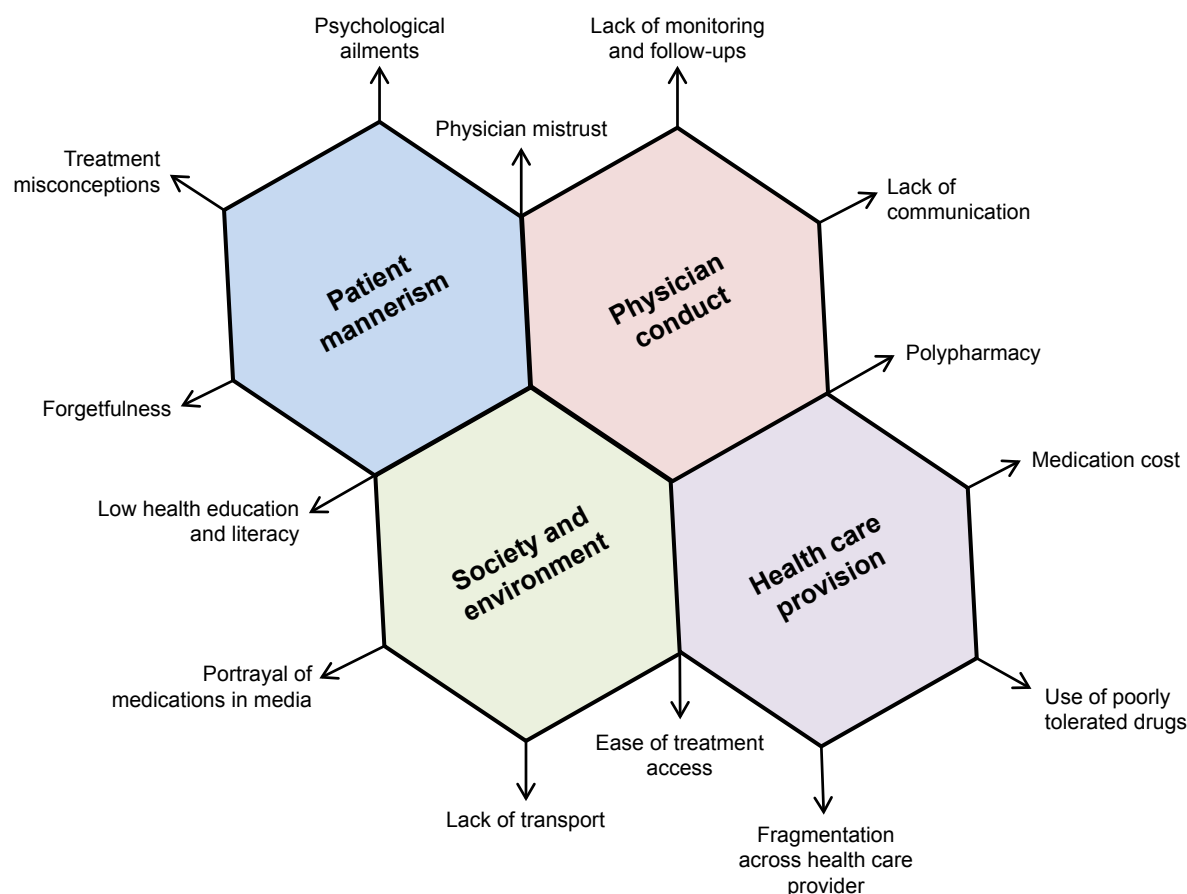 Psychological
ailments
Lack of monitoring
and follow-ups
Physician mistrust
Treatment
misconceptions
Lack of
communication
Patient
mannerism
Physician
conduct
Polypharmacy
Forgetfulness
Medication cost
Low health education
and literacy
Society and
environment
Health care
provision
Portrayal of
medications in media
Use of poorly
tolerated drugs
Ease of treatment
access
Lack of transport
Fragmentation
across health care
provider